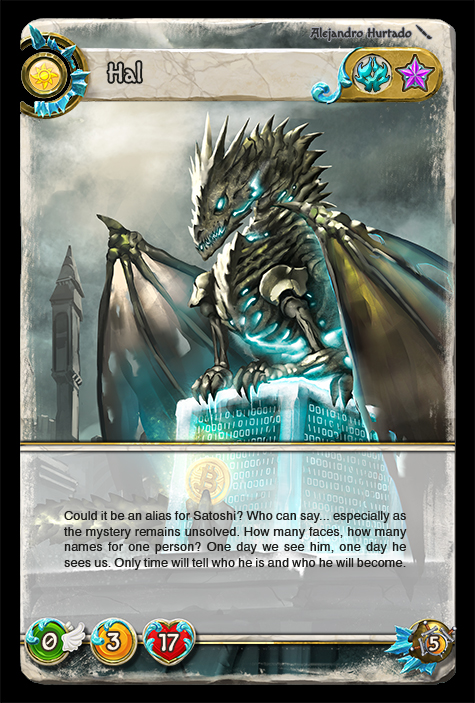 Alejandro Hurtado
Hal
Could it be an alias for Satoshi? Who can say... especially as
the mystery remains unsolved. How many faces, how many
names for one person? One day we see him, one day he
sees us. Only time will tell who he is and who he will become.
0 3 17 5